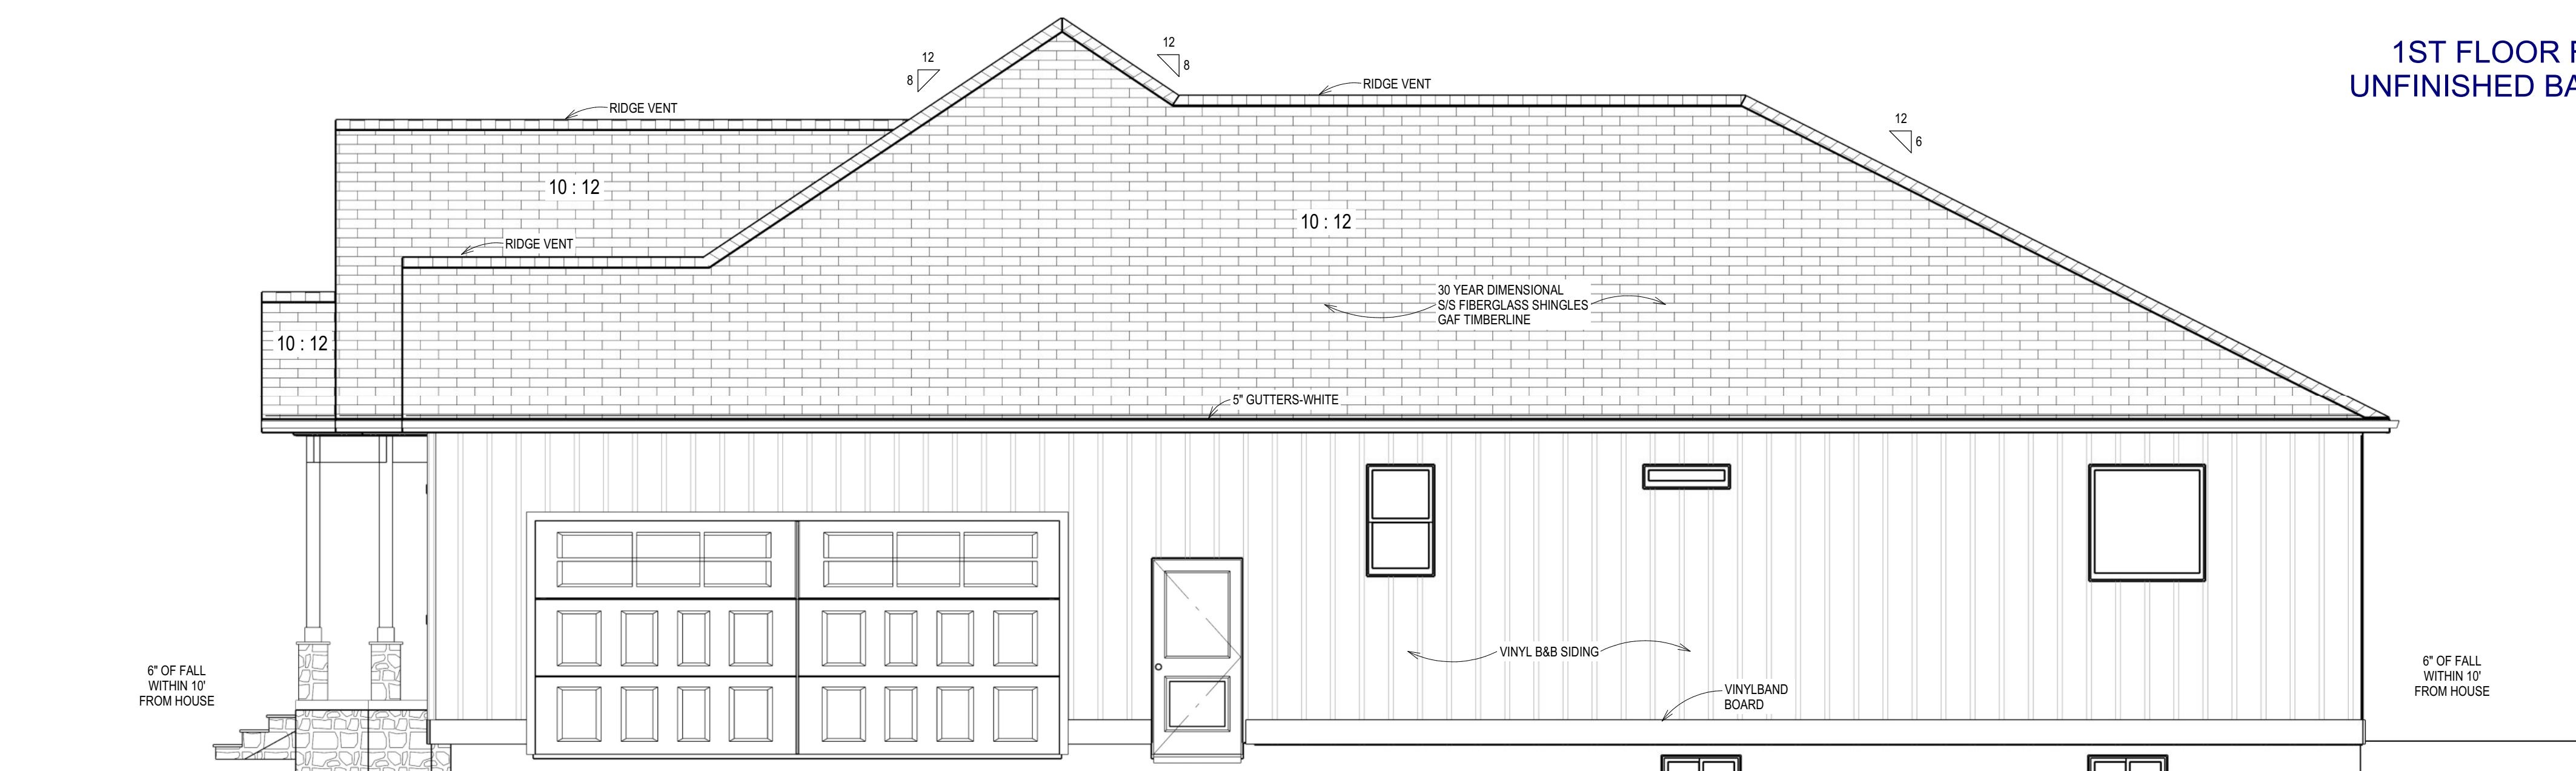 12
8
12
8
1ST FLOOR
UNFINISHED
RIDGE VENT
RIDGE VENT
12
6
10 : 12
10 : 12
RIDGE VENT
30 YEAR DIMENSIONAL
S/S FIBERGLASS SHINGLES
GAF TIMBERLINE
10 : 12
5" GUTTERS-WHITE
VINYL B&B SIDING
6" OF FALL
WITHIN 10'
FROM HOUSE
VINYLBAND
BOARD
6" OF FALL
WITHIN 10'
FROM HOUSE